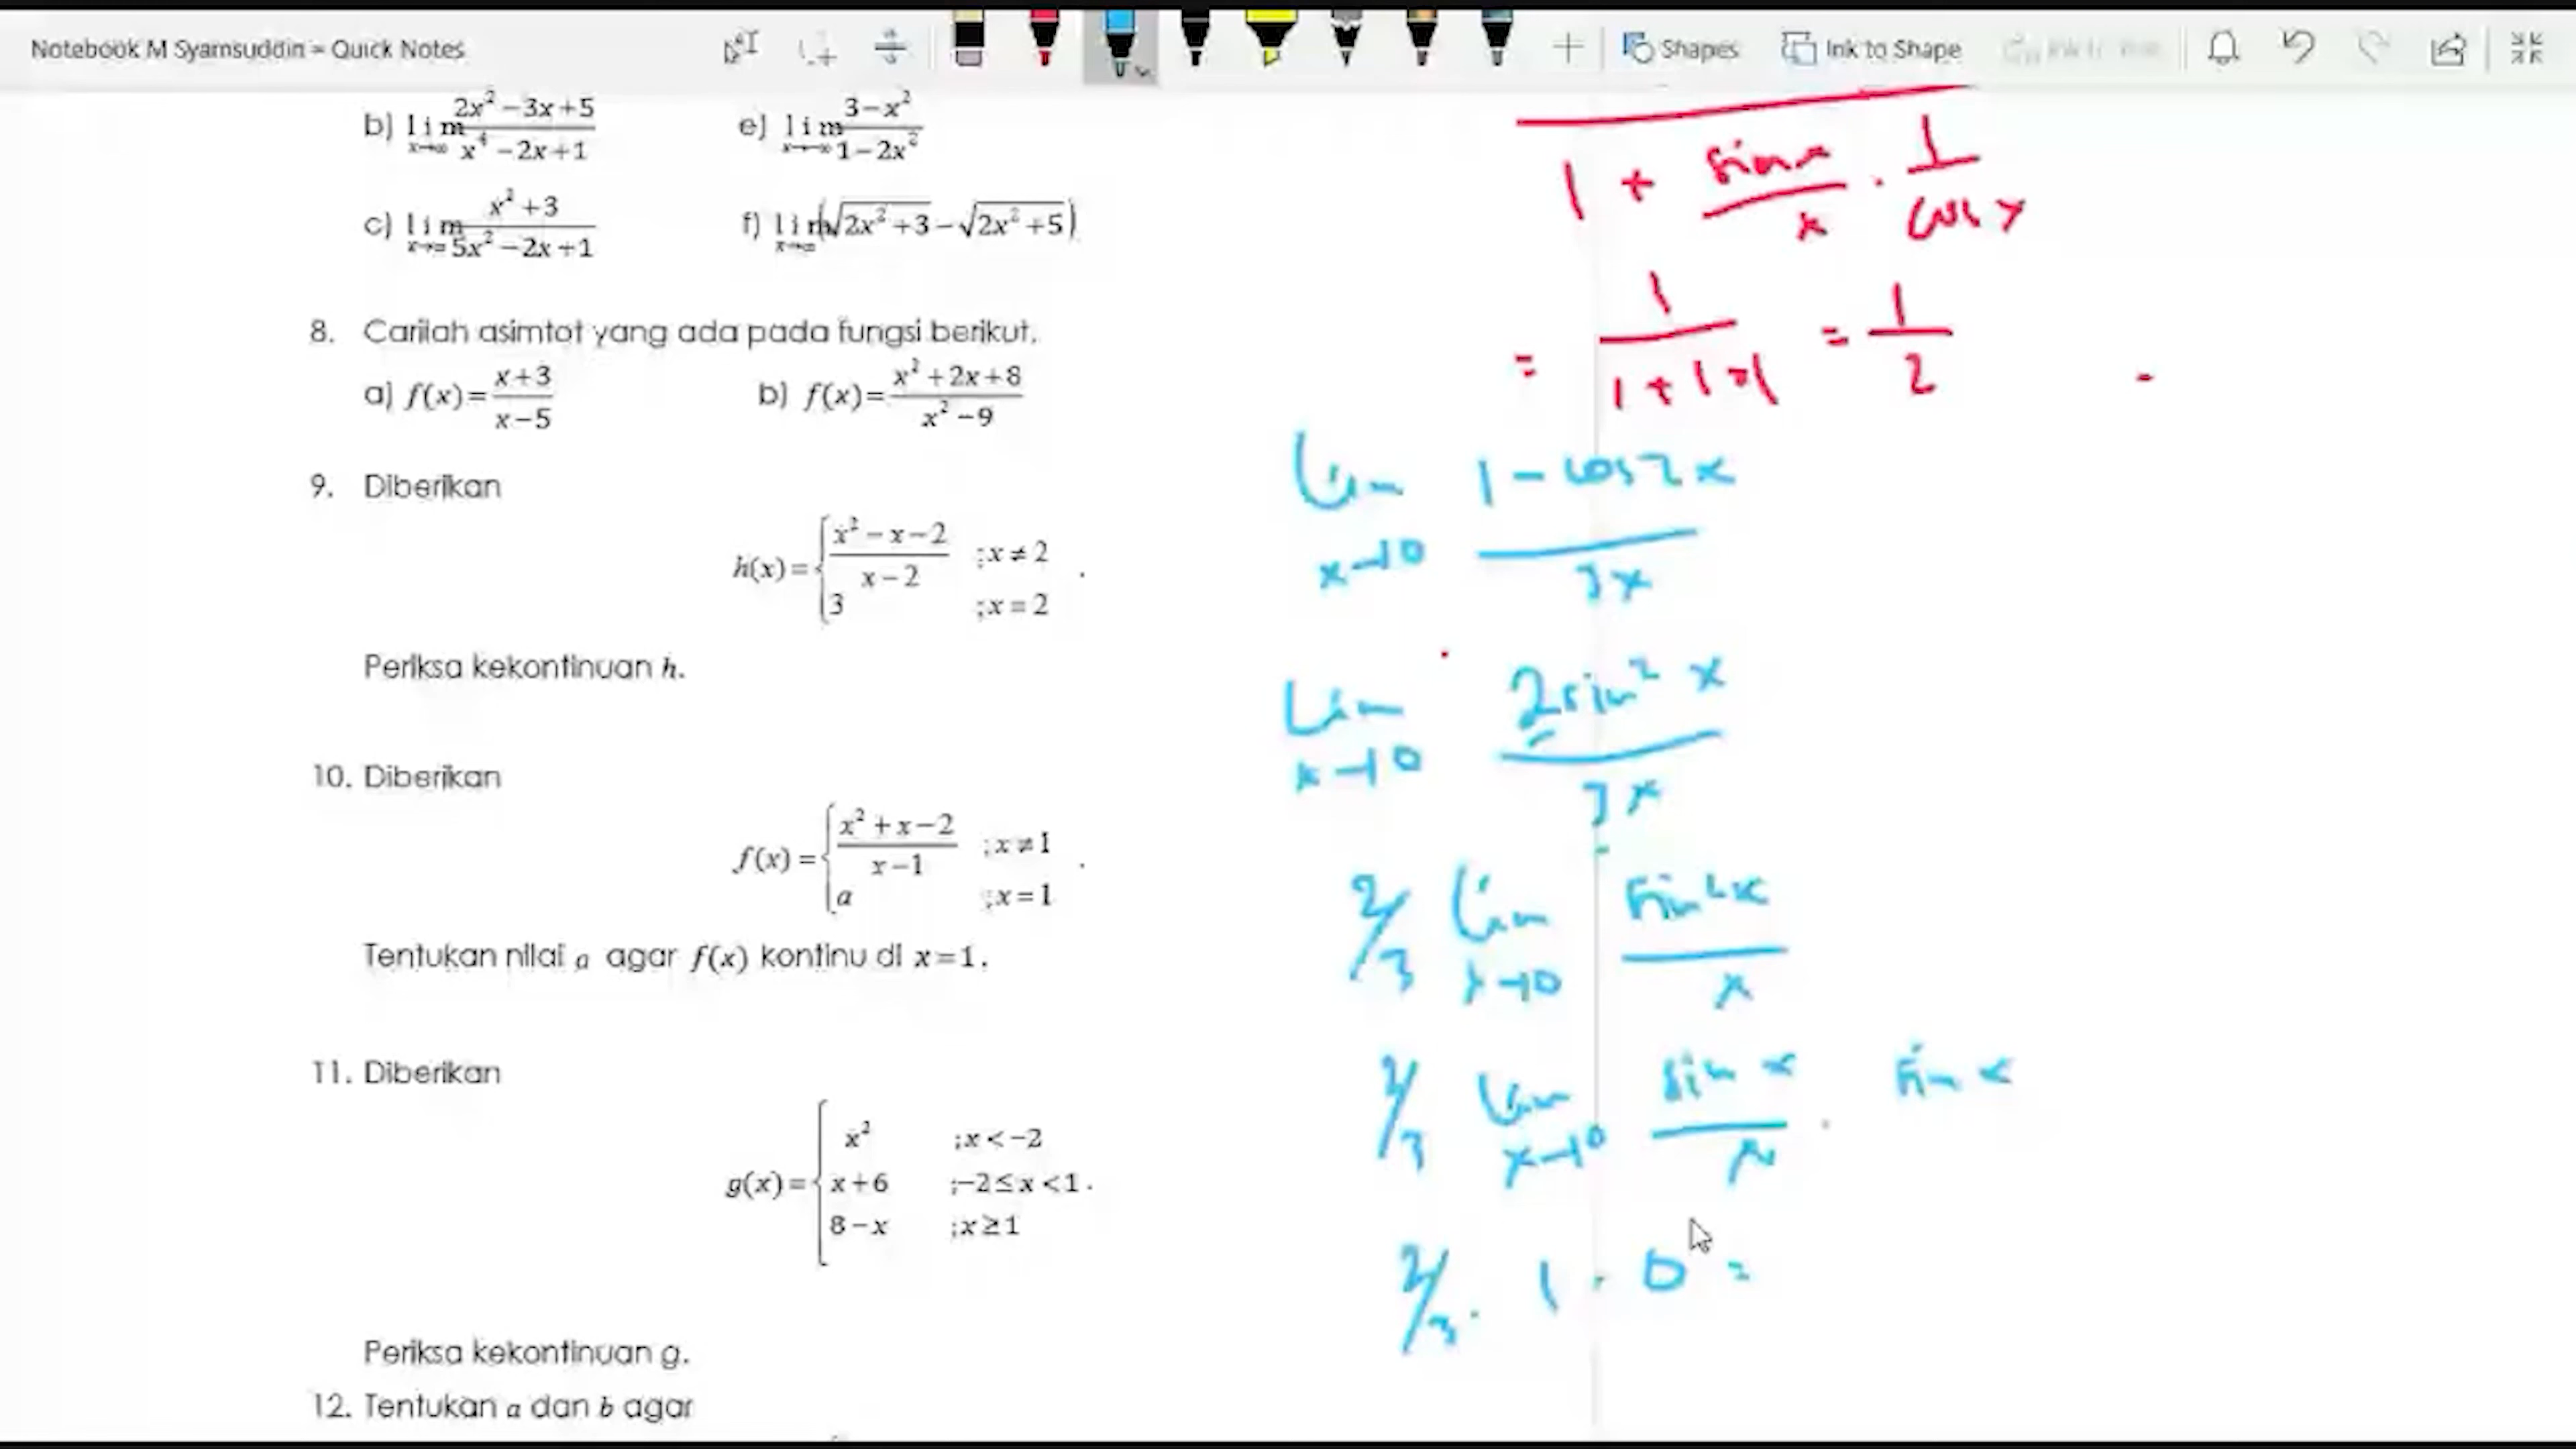 Notebook M Syamsuddin – Quick Notes
Shapes
Ink to Shape
b) lim x→∞ (2x² − 3x + 5)/(x⁴ − 2x + 1)
e) lim x→−∞ (3 − x²)/(1 − 2x²)
c) lim x→∞ (x² + 3)/(5x² − 2x + 1)
f) lim x→∞ (√(2x² + 3) − √(2x² + 5))
8. Carilah asimtot yang ada pada fungsi berikut.
a) f(x) = (x + 3)/(x − 5)
b) f(x) = (x² + 2x + 8)/(x² − 9)
9. Diberikan
h(x) = { (x² − x − 2)/(x − 2) ; x ≠ 2
3 ; x = 2 .
Periksa kekontinuan h.
10. Diberikan
f(x) = { (x² + x − 2)/(x − 1) ; x ≠ 1
a ; x = 1 .
Tentukan nilai a agar f(x) kontinu di x = 1.
11. Diberikan
g(x) = { x² ; x < −2
x + 6 ; −2 ≤ x < 1 .
8 − x ; x ≥ 1
Periksa kekontinuan g.
12. Tentukan a dan b agar
1 + sin x / x · 1 / cos x
= 1 / (1 + 1·1) = 1/2
lim x→0 (1 − cos 2x) / 3x
lim x→0 2 sin² x / 3x
2/3 lim x→0 sin² x / x
2/3 lim x→0 sin x / x · sin x
2/3 · 1 · 0 =